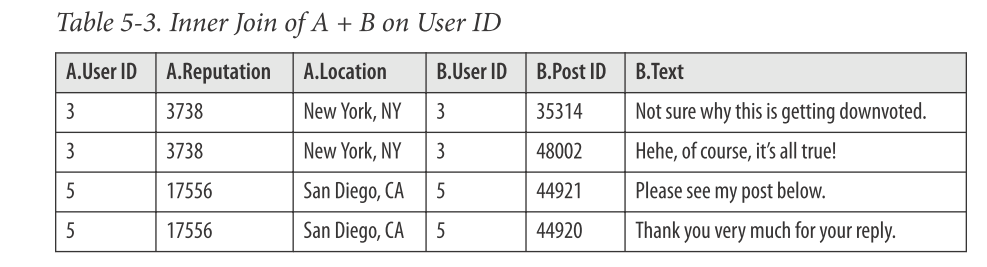 Table 5-3. Inner Join of A + B on User ID
A.User ID A.Reputation A.Location B.User ID B.Post ID B.Text
3 3738 New York, NY 3 35314 Not sure why this is getting downvoted.
3 3738 New York, NY 3 48002 Hehe, of course, it’s all true!
5 17556 San Diego, CA 5 44921 Please see my post below.
5 17556 San Diego, CA 5 44920 Thank you very much for your reply.